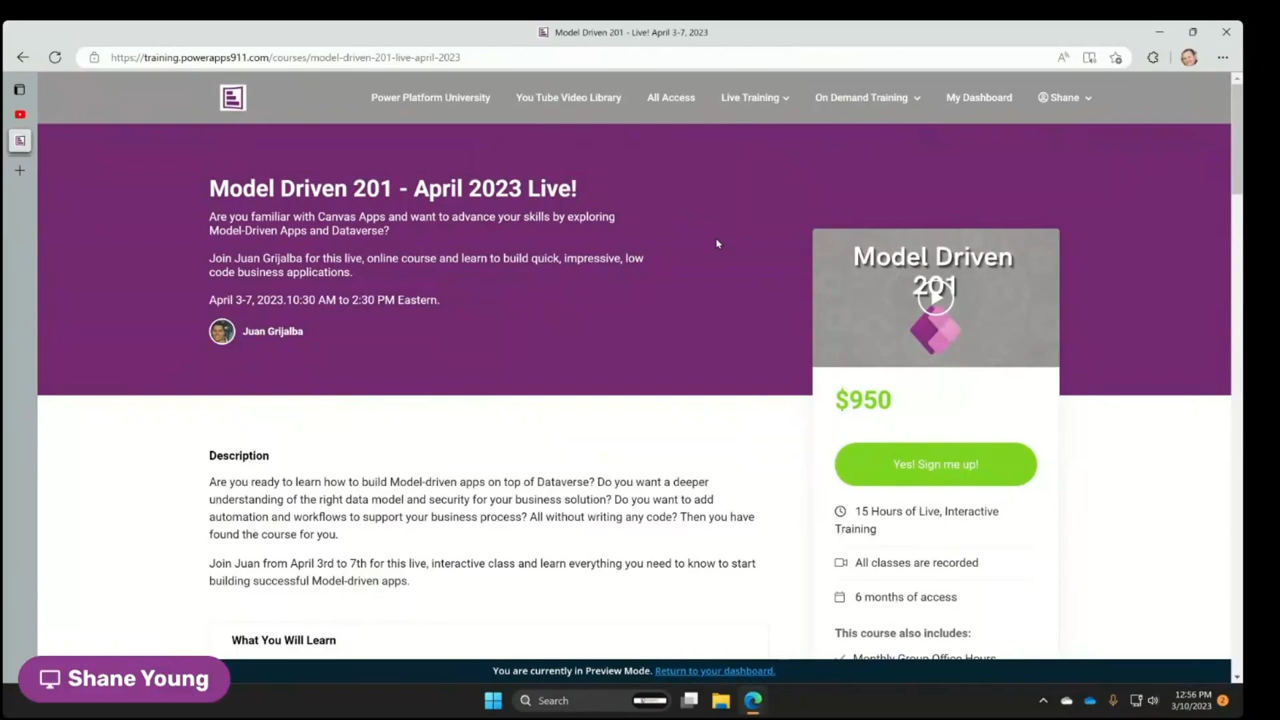 Model Driven 201 - Live! April 3-7, 2023
https://training.powerapps911.com/courses/model-driven-201-live-april-2023
Power Platform University
You Tube Video Library
All Access
Live Training
On Demand Training
My Dashboard
Shane
Model Driven 201 - April 2023 Live!
Are you familiar with Canvas Apps and want to advance your skills by exploring
Model-Driven Apps and Dataverse?
Join Juan Grijalba for this live, online course and learn to build quick, impressive, low
code business applications.
April 3-7, 2023.10:30 AM to 2:30 PM Eastern.
Juan Grijalba
Model Driven
201
$950
Yes! Sign me up!
15 Hours of Live, Interactive
Training
All classes are recorded
6 months of access
This course also includes:
Monthly Group Office Hours
Description
Are you ready to learn how to build Model-driven apps on top of Dataverse? Do you want a deeper
understanding of the right data model and security for your business solution? Do you want to add
automation and workflows to support your business process? All without writing any code? Then you have
found the course for you.
Join Juan from April 3rd to 7th for this live, interactive class and learn everything you need to know to start
building successful Model-driven apps.
What You Will Learn
You are currently in Preview Mode. Return to your dashboard.
Shane Young
Search
12:56 PM
3/10/2023
2